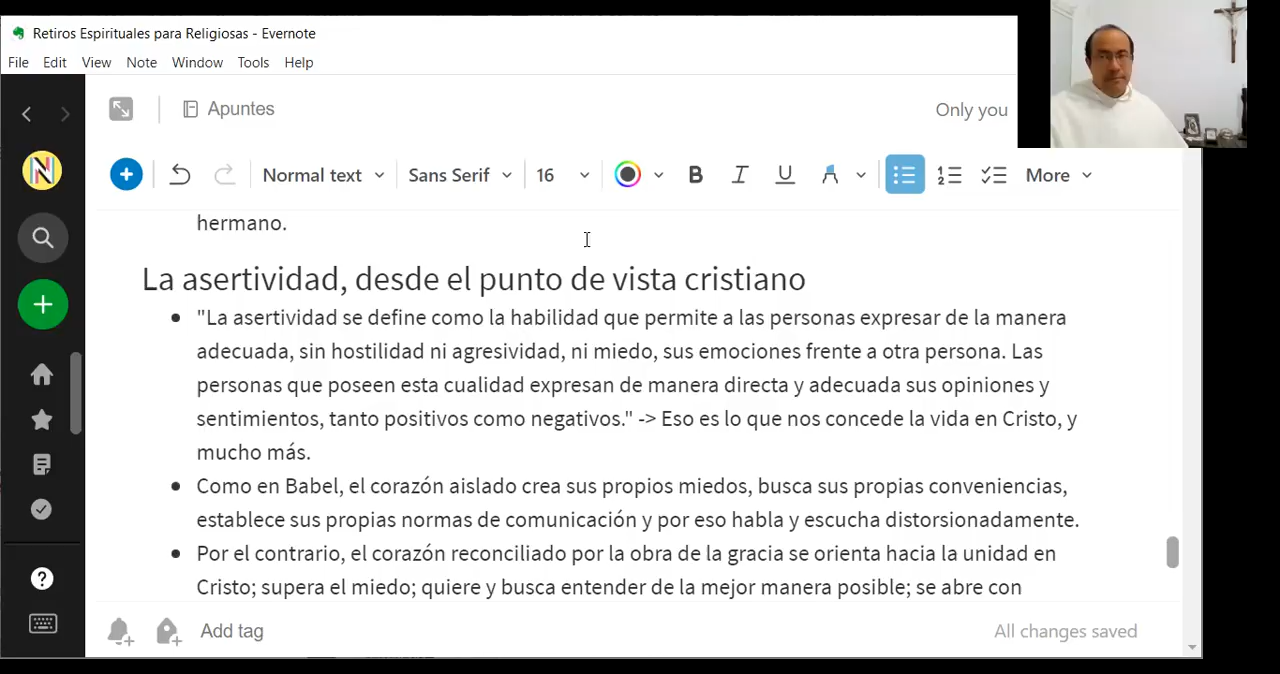 Retiros Espirituales para Religiosas - Evernote
File Edit View Note Window Tools Help
Apuntes
Only you
Normal text
Sans Serif
16
B I U
More
hermano.
La asertividad, desde el punto de vista cristiano
"La asertividad se define como la habilidad que permite a las personas expresar de la manera
adecuada, sin hostilidad ni agresividad, ni miedo, sus emociones frente a otra persona. Las
personas que poseen esta cualidad expresan de manera directa y adecuada sus opiniones y
sentimientos, tanto positivos como negativos." -> Eso es lo que nos concede la vida en Cristo, y
mucho más.
Como en Babel, el corazón aislado crea sus propios miedos, busca sus propias conveniencias,
establece sus propias normas de comunicación y por eso habla y escucha distorsionadamente.
Por el contrario, el corazón reconciliado por la obra de la gracia se orienta hacia la unidad en
Cristo; supera el miedo; quiere y busca entender de la mejor manera posible; se abre con
Add tag
All changes saved